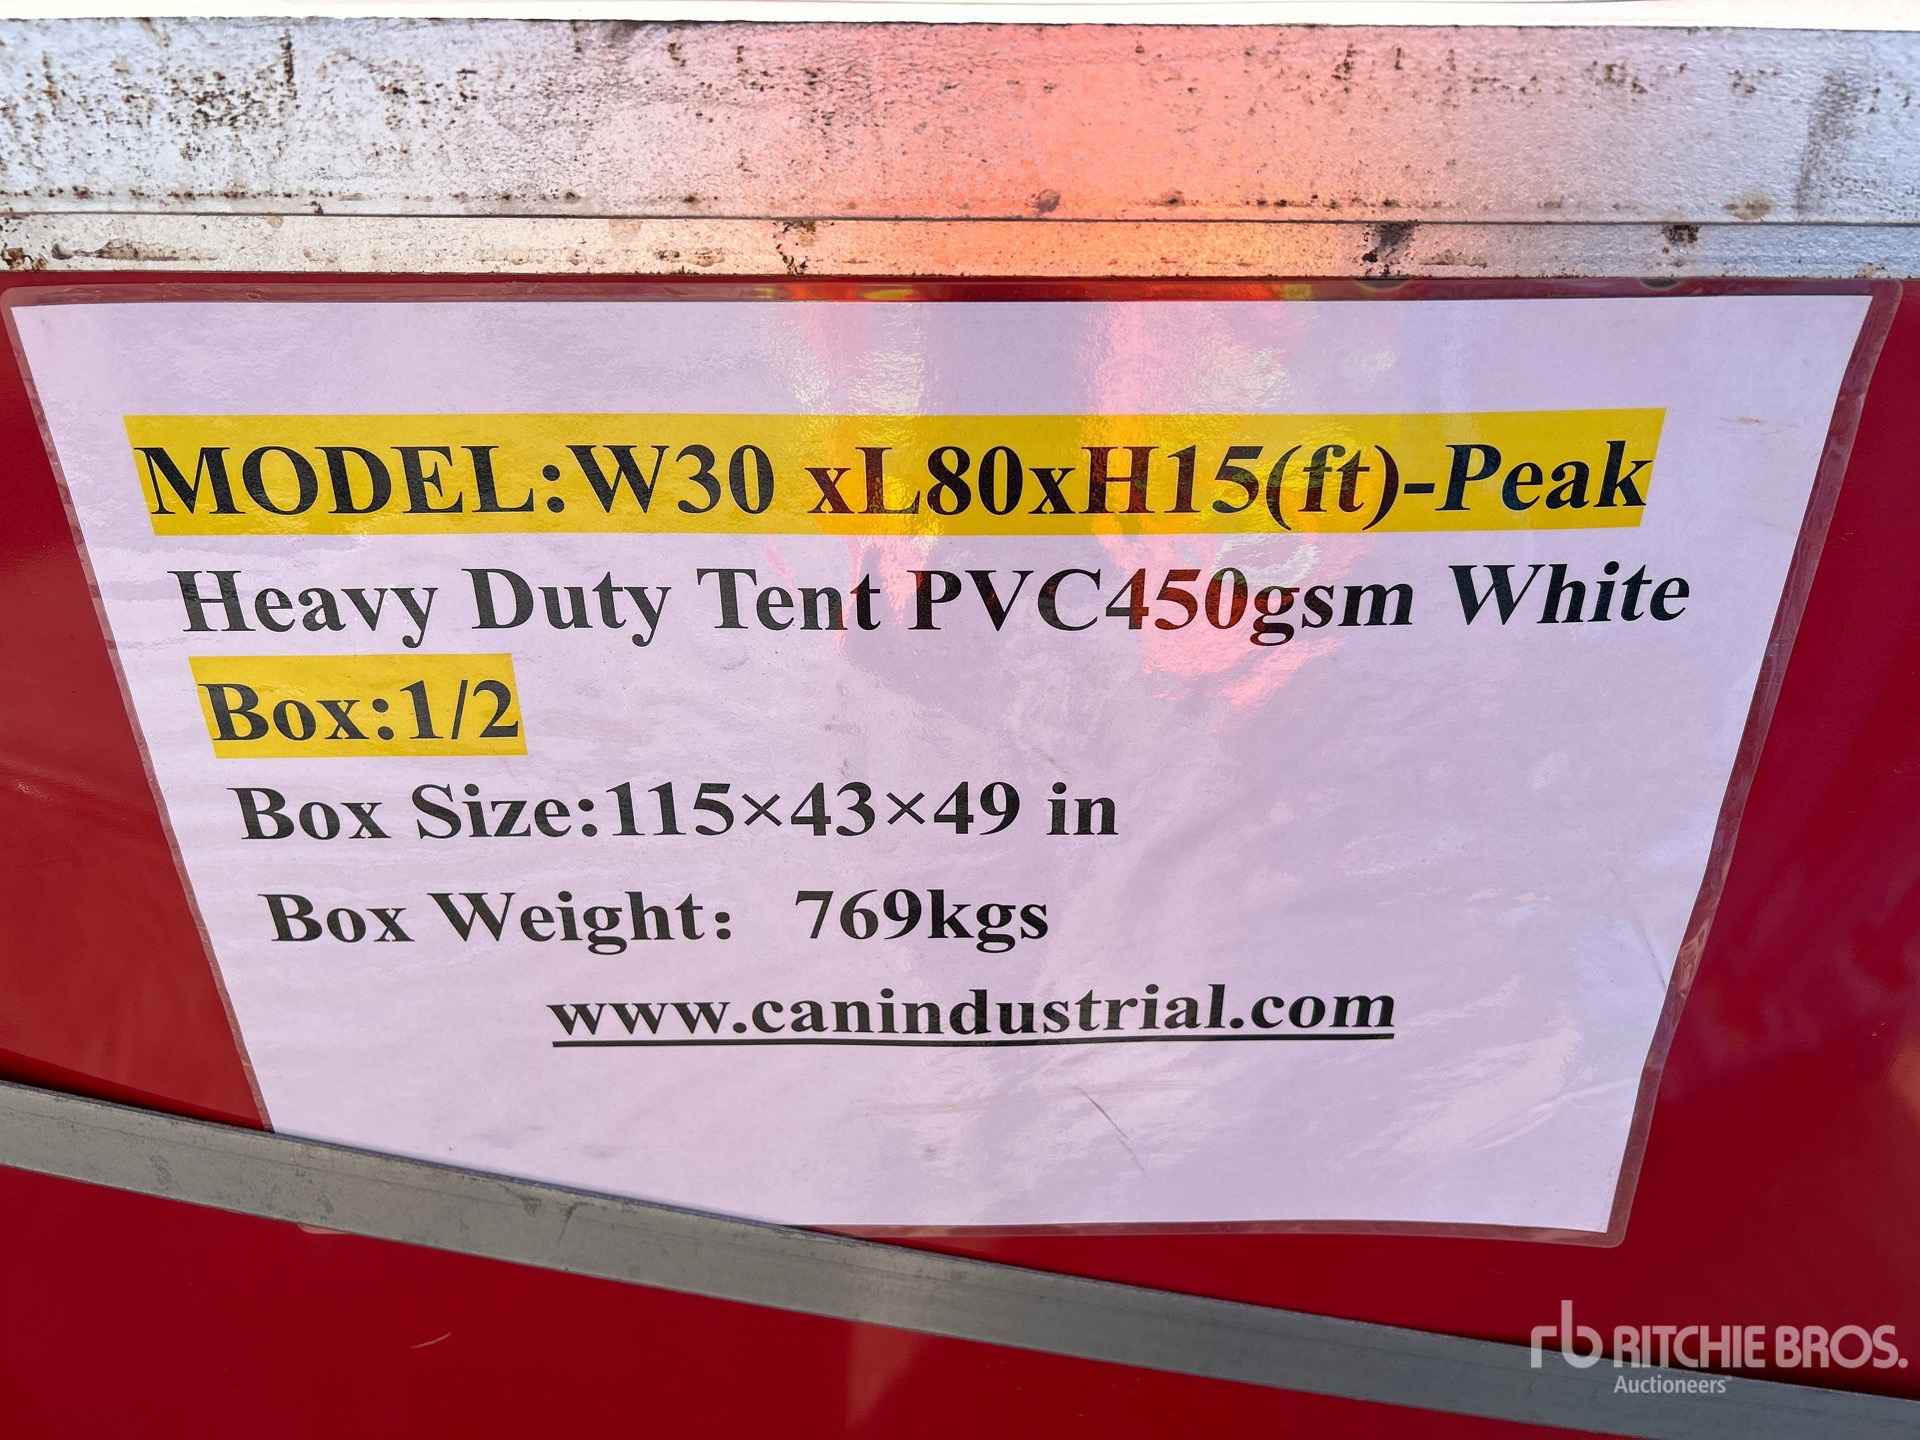 MODEL:W30 xL80xH15(ft)-Peak
Heavy Duty Tent PVC450gsm White
Box:1/2
Box Size:115×43×49 in
Box Weight： 769kgs
www.canindustrial.com
rb RITCHIE BROS.
Auctioneers